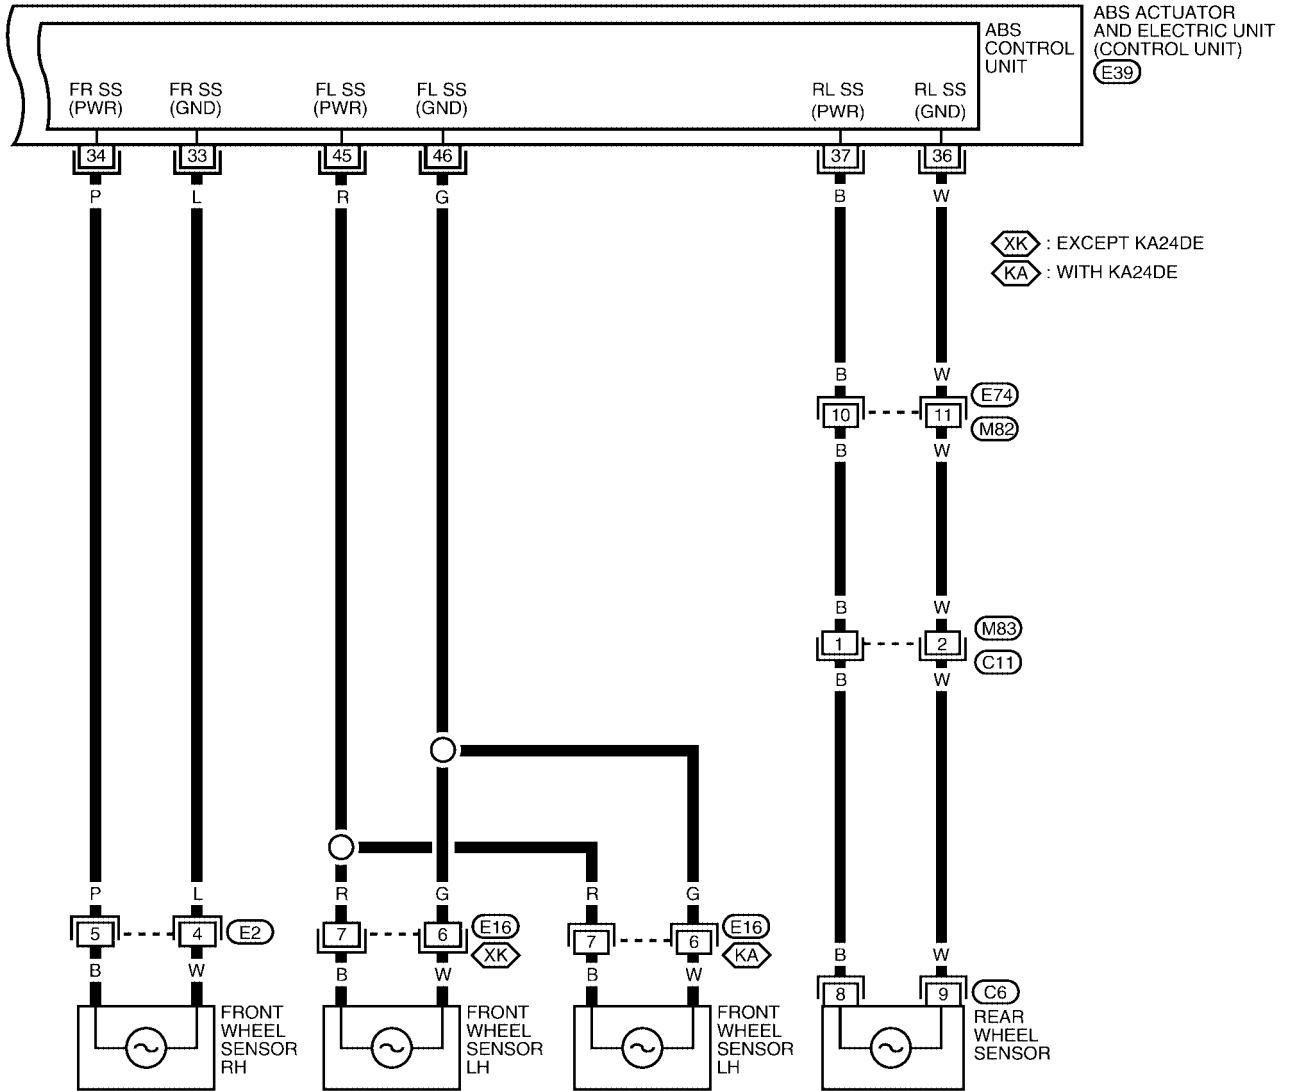 ABS ACTUATOR
AND ELECTRIC UNIT
(CONTROL UNIT)
E39
ABS
CONTROL
UNIT
FR SS
(PWR)
FR SS
(GND)
FL SS
(PWR)
FL SS
(GND)
RL SS
(PWR)
RL SS
(GND)
34 33 45 46 37 36
P L R G B W
XK : EXCEPT KA24DE
KA : WITH KA24DE
B W
E74
10 11
M82
B W
B W
M83
1 2
C11
B W
P L R G R G
5 4 E2
7 6 E16
XK
7 6 E16
KA
B W B W B W
B W
8 9 C6
FRONT
WHEEL
SENSOR
RH
FRONT
WHEEL
SENSOR
LH
FRONT
WHEEL
SENSOR
LH
REAR
WHEEL
SENSOR